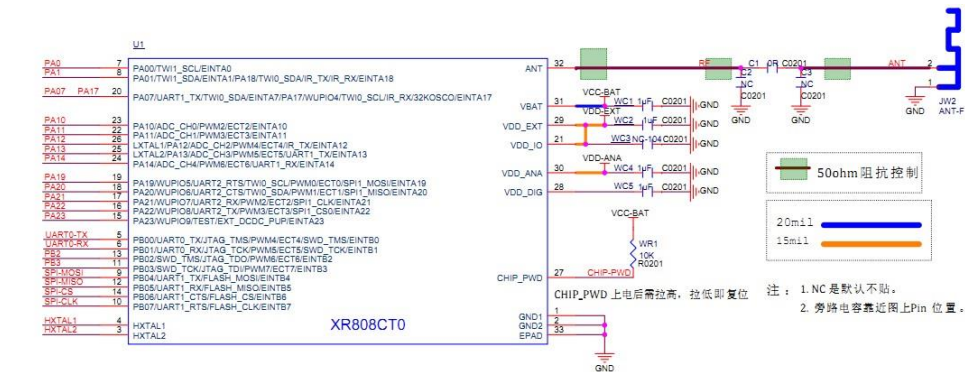 U1
PA0 7 PA00/TWI1_SCL/EINTA0
PA1 8 PA01/TWI1_SDA/EINTA1/PA18/TWI0_SDA/IR_TX/IR_RX/EINTA18
PA07 PA17 20 PA07/UART1_TX/TWI0_SDA/EINTA7/PA17/WUPIO4/TWI0_SCL/IR_RX/32KOSCO/EINTA17
PA10 23 PA10/ADC_CH0/PWM2/ECT2/EINTA10
PA11 22 PA11/ADC_CH1/PWM3/ECT3/EINTA11
PA12 26 LXTAL1/PA12/ADC_CH2/PWM4/ECT4/IR_TX/EINTA12
PA13 25 LXTAL2/PA13/ADC_CH3/PWM5/ECT5/UART1_TX/EINTA13
PA14 24 PA14/ADC_CH4/PWM6/ECT6/UART1_RX/EINTA14
PA19 19 PA19/WUPIO5/UART2_RTS/TWI0_SCL/PWM0/ECT0/SPI1_MOSI/EINTA19
PA20 18 PA20/WUPIO6/UART2_CTS/TWI0_SDA/PWM1/ECT1/SPI1_MISO/EINTA20
PA21 17 PA21/WUPIO7/UART2_RX/PWM2/ECT2/SPI1_CLK/EINTA21
PA22 16 PA22/WUPIO8/UART2_TX/PWM3/ECT3/SPI1_CS0/EINTA22
PA23 15 PA23/WUPIO9/TEST/EXT_DCDC_PUP/EINTA23
UART0-TX 5 PB00/UART0_TX/JTAG_TMS/PWM4/ECT4/SWD_TMS/EINTB0
UART0-RX 6 PB01/UART0_RX/JTAG_TCK/PWM5/ECT5/SWD_TCK/EINTB1
PB2 13 PB02/SWD_TMS/JTAG_TDO/PWM6/ECT6/EINTB2
PB3 11 PB03/SWD_TCK/JTAG_TDI/PWM7/ECT7/EINTB3
SPI-MOSI 9 PB04/UART1_TX/FLASH_MOSI/EINTB4
SPI-MISO 12 PB05/UART1_RX/FLASH_MISO/EINTB5
SPI-CS 14 PB06/UART1_CTS/FLASH_CS/EINTB6
SPI-CLK 10 PB07/UART1_RTS/FLASH_CLK/EINTB7
HXTAL1 4 HXTAL1
HXTAL2 3 HXTAL2
XR808CT0
ANT 32 RF C1 0R C0201 ANT 2
C2 C3
NC NC
C0201 C0201
GND GND
1
GND
JW2
ANT-F
VCC-BAT
VBAT 31 WC1 1uF C0201 GND
VDD-EXT
VDD_EXT 29 WC2 1uF C0201 GND
VDD_IO 21 WC3 NC-104 C0201 GND
VDD-ANA
VDD_ANA 30 WC4 1uF C0201 GND
VDD_DIG 28 WC5 1uF C0201 GND
VCC-BAT
WR1
10K
R0201
CHIP_PWD 27 CHIP-PWD
CHIP_PWD 上电后需拉高，拉低即复位
GND1 1
GND2 2
EPAD 33
GND
50ohm 阻抗控制
20mil
15mil
注： 1. NC 是默认不贴。
2. 旁路电容靠近图上Pin 位置。